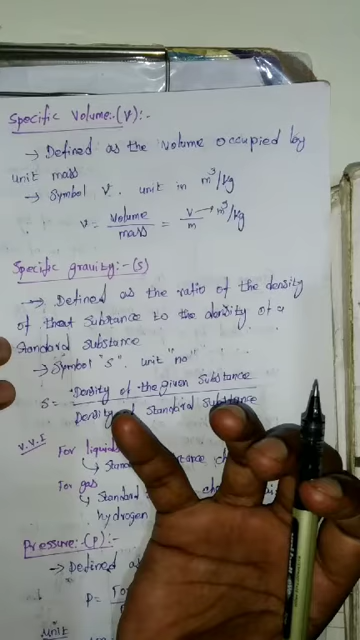 Specific volume:-(V):-
→ Defined as the volume occupied by
unit mass
→ Symbol V. unit in m³/kg
V = Volume/mass = V/m → m³/kg
Specific gravity:-(S)
→ Defined as the ratio of the density
of that Substance to the density of a
Standard Substance
→ Symbol "S". unit "no"
S = Density of the given Substance
Density of Standard Substance
V.V.I
For liquids
For gas
↳ Standard
hydrogen
Pressure:-(P):-
→ Defined as
P =
unit